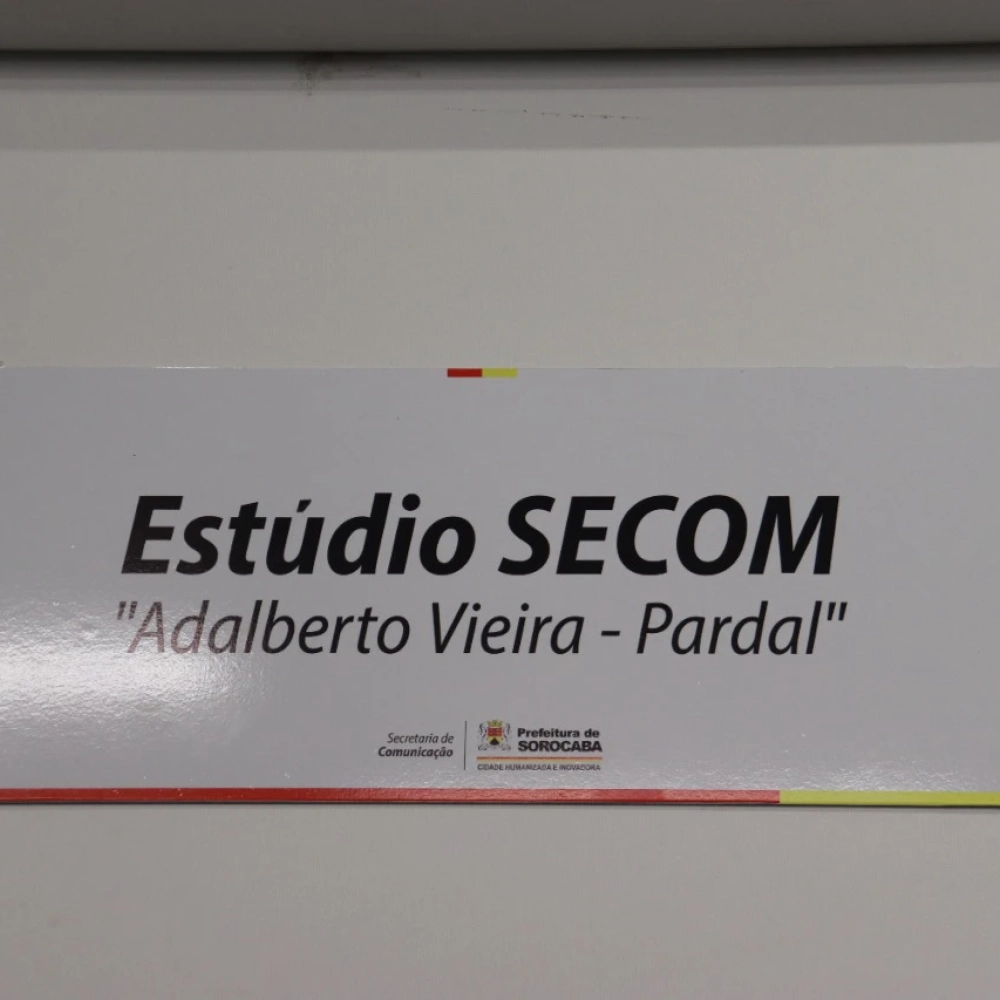 Estúdio SECOM
"Adalberto Vieira - Pardal"
Secretaria de
Comunicação
Prefeitura de
SOROCABA
CIDADE HUMANIZADA E INOVADORA